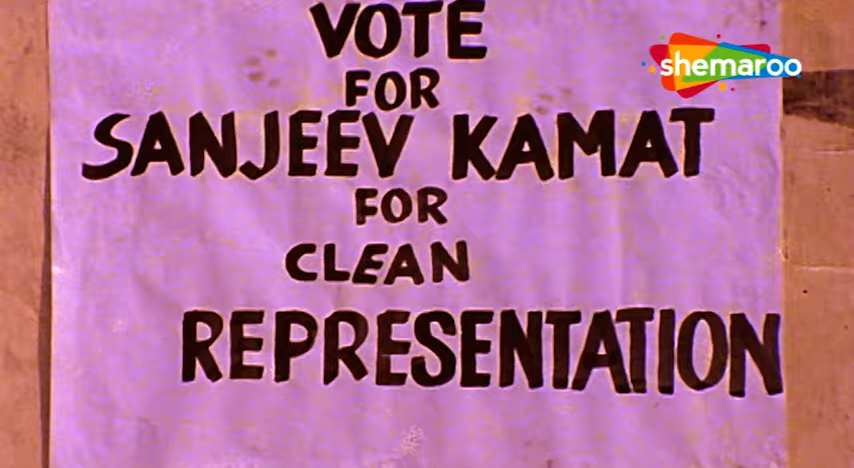 VOTE
shemaroo
FOR
SANJEEV KAMAT
FOR
CLEAN
REPRESENTATION